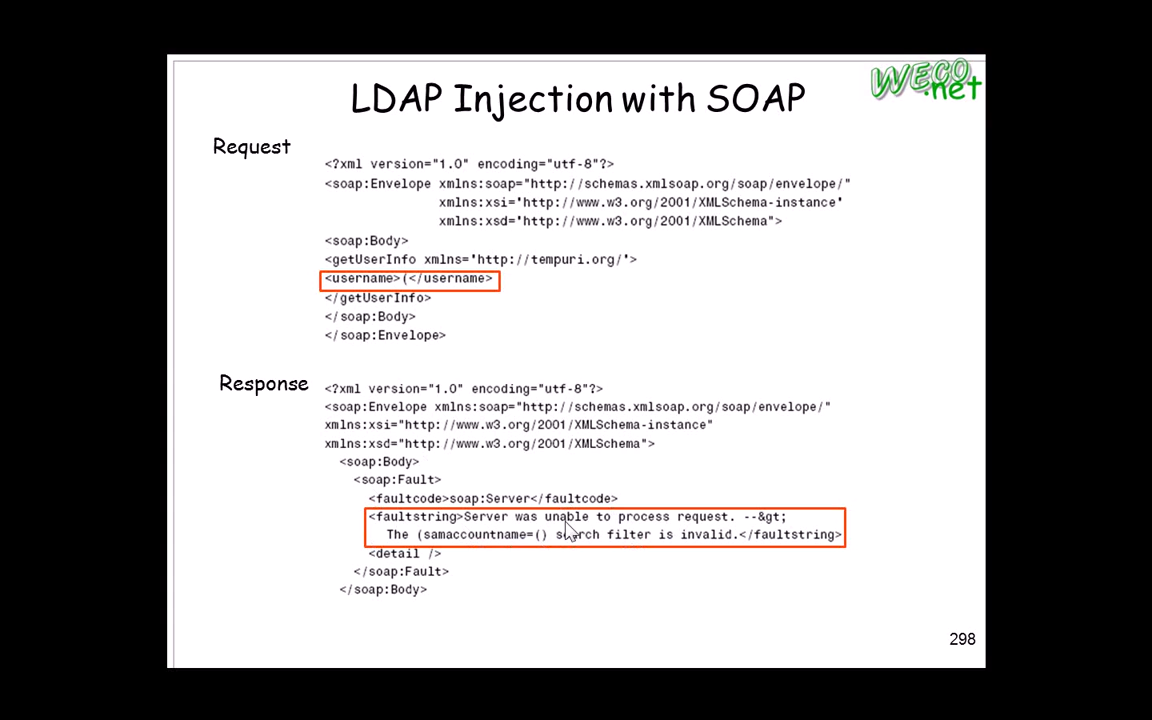 WECO
.net
LDAP Injection with SOAP
Request
<?xml version="1.0" encoding="utf-8"?>
<soap:Envelope xmlns:soap="http://schemas.xmlsoap.org/soap/envelope/"
xmlns:xsi="http://www.w3.org/2001/XMLSchema-instance"
xmlns:xsd="http://www.w3.org/2001/XMLSchema">
<soap:Body>
<getUserInfo xmlns="http://tempuri.org/">
<username>(</username>
</getUserInfo>
</soap:Body>
</soap:Envelope>
Response
<?xml version="1.0" encoding="utf-8"?>
<soap:Envelope xmlns:soap="http://schemas.xmlsoap.org/soap/envelope/"
xmlns:xsi="http://www.w3.org/2001/XMLSchema-instance"
xmlns:xsd="http://www.w3.org/2001/XMLSchema">
<soap:Body>
<soap:Fault>
<faultcode>soap:Server</faultcode>
<faultstring>Server was unable to process request. --&gt;
The (samaccountname=() search filter is invalid.</faultstring>
<detail />
</soap:Fault>
</soap:Body>
298